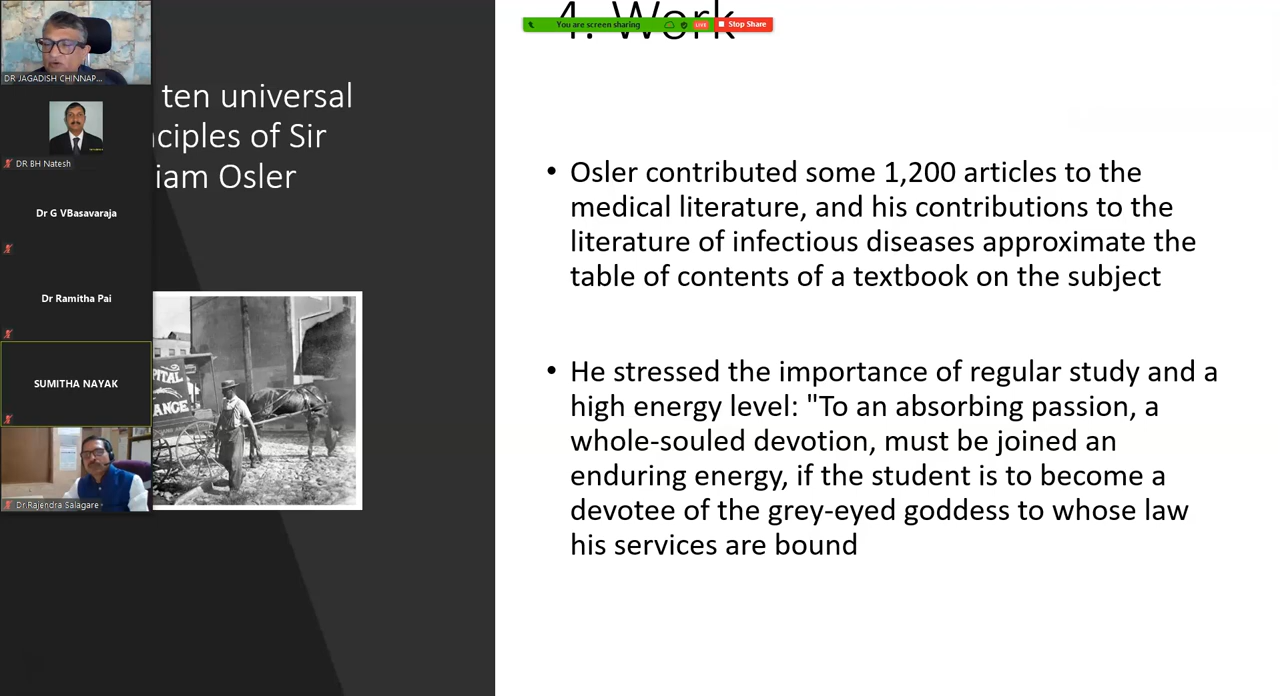 DR JAGADISH CHINNAP...
DR BH Natesh
Dr G VBasavaraja
Dr Ramitha Pai
SUMITHA NAYAK
Dr.Rajendra Salagare
ten universal
nciples of Sir
iam Osler
PITAL
ANCE
You are screen sharing
LIVE
Stop Share
4. Work
• Osler contributed some 1,200 articles to the
medical literature, and his contributions to the
literature of infectious diseases approximate the
table of contents of a textbook on the subject
• He stressed the importance of regular study and a
high energy level: "To an absorbing passion, a
whole-souled devotion, must be joined an
enduring energy, if the student is to become a
devotee of the grey-eyed goddess to whose law
his services are bound